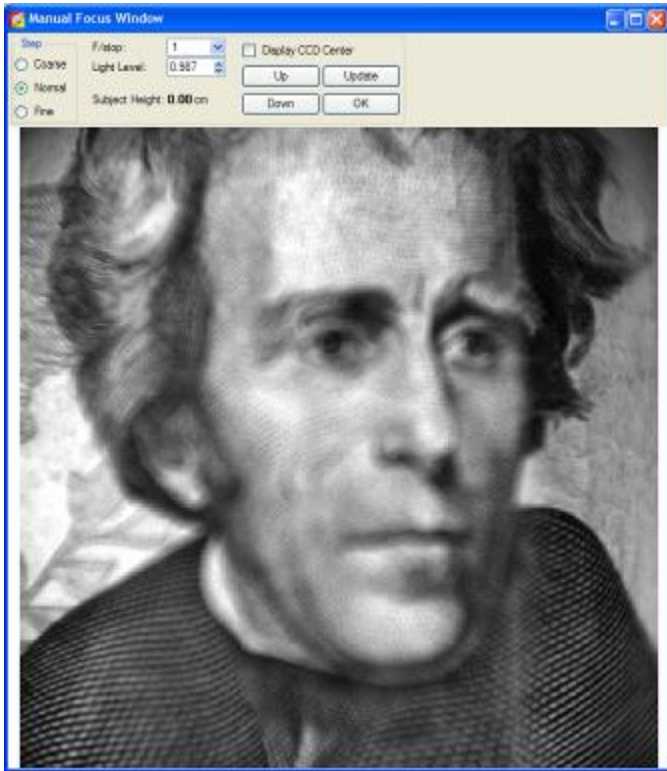 Manual Focus Window
Step
Coarse
Normal
Fine
F/stop: 1
Light Level: 0.987
Subject Height: 0.00 cm
Display CCD Center
Up
Update
Down
OK